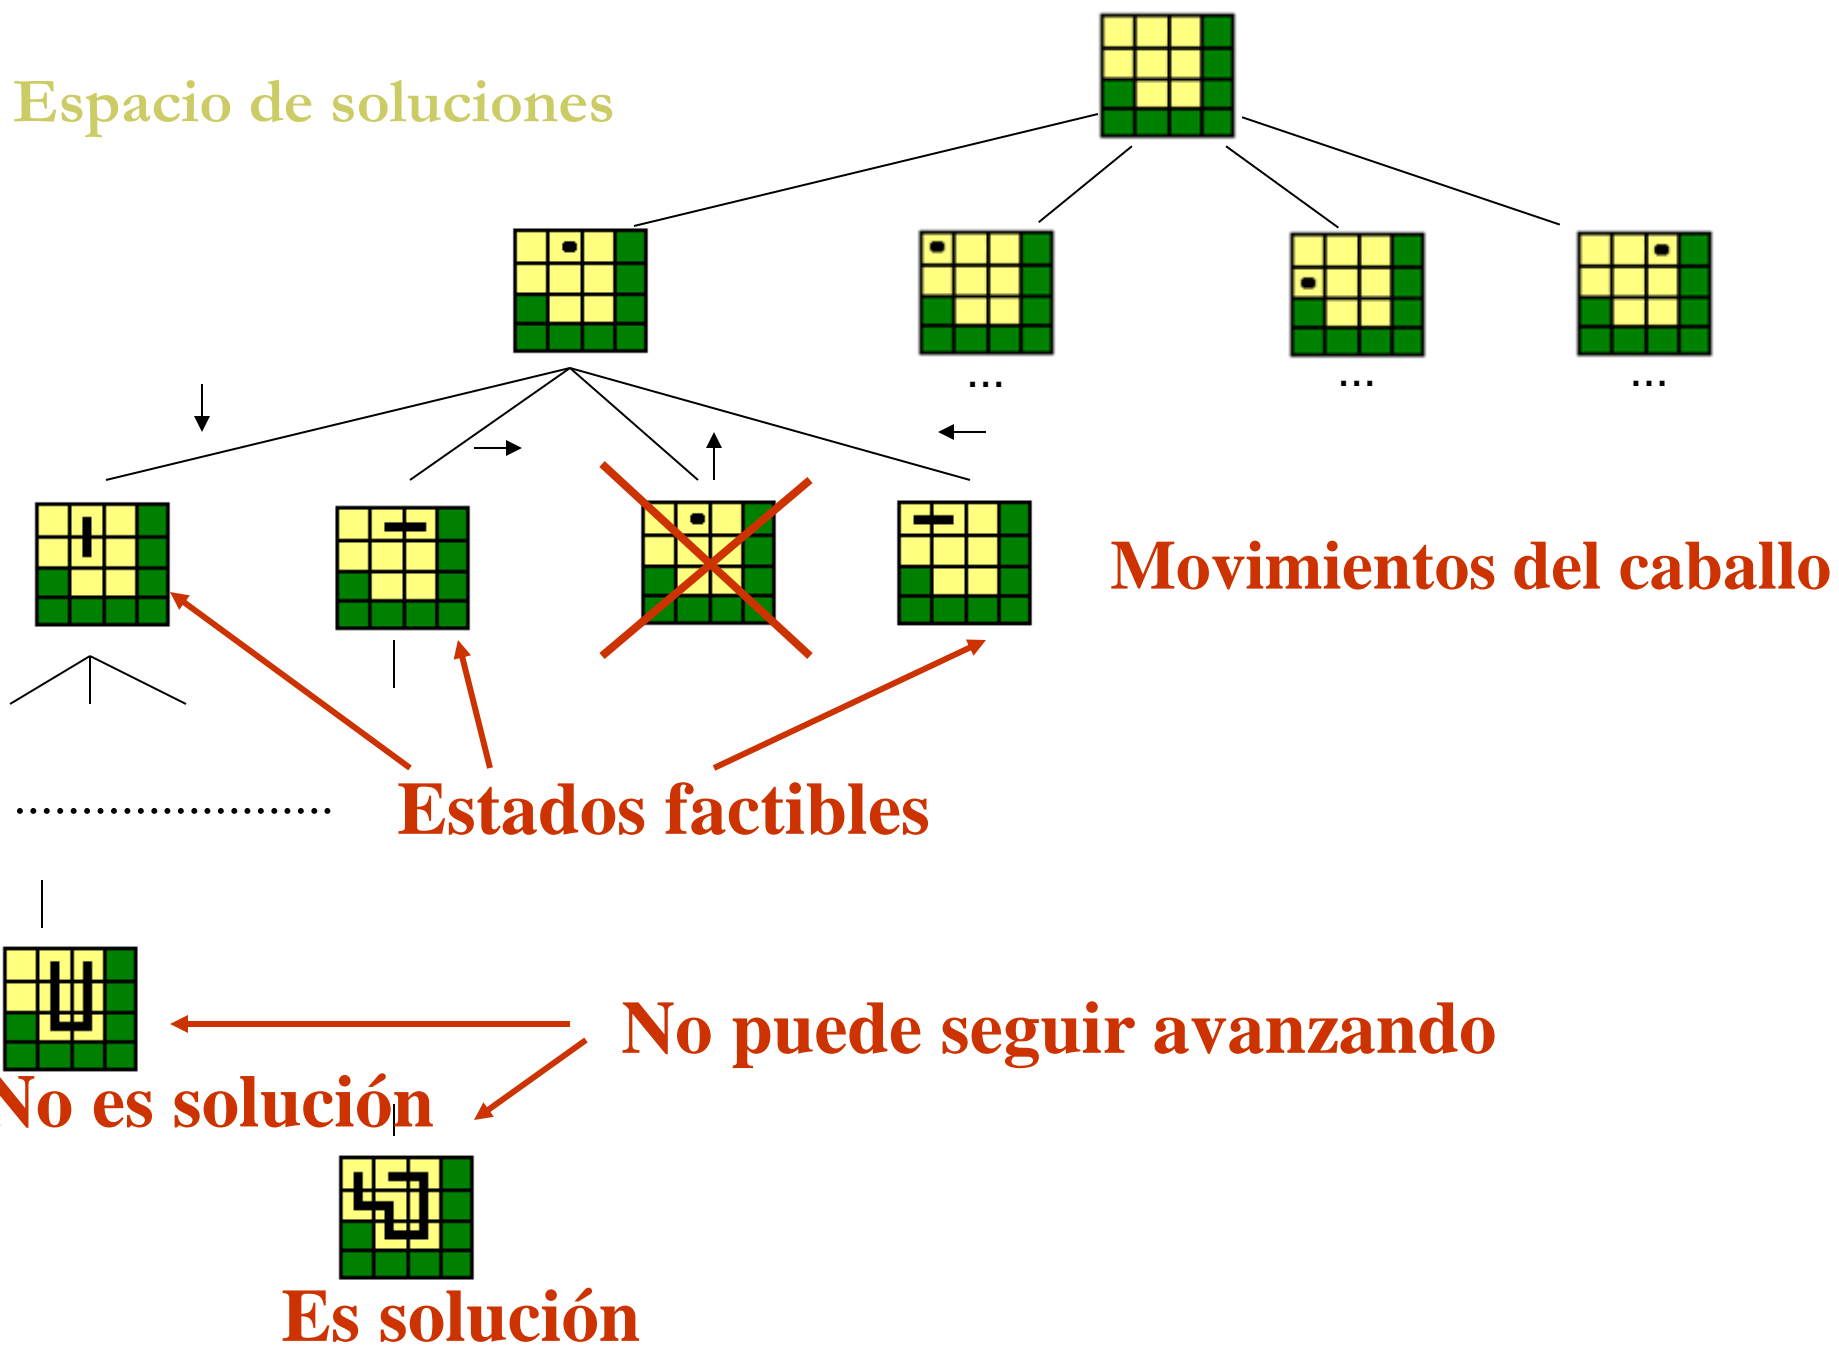 Espacio de soluciones
...
...
...
Movimientos del caballo
Estados factibles
........................
No puede seguir avanzando
No es solución
Es solución